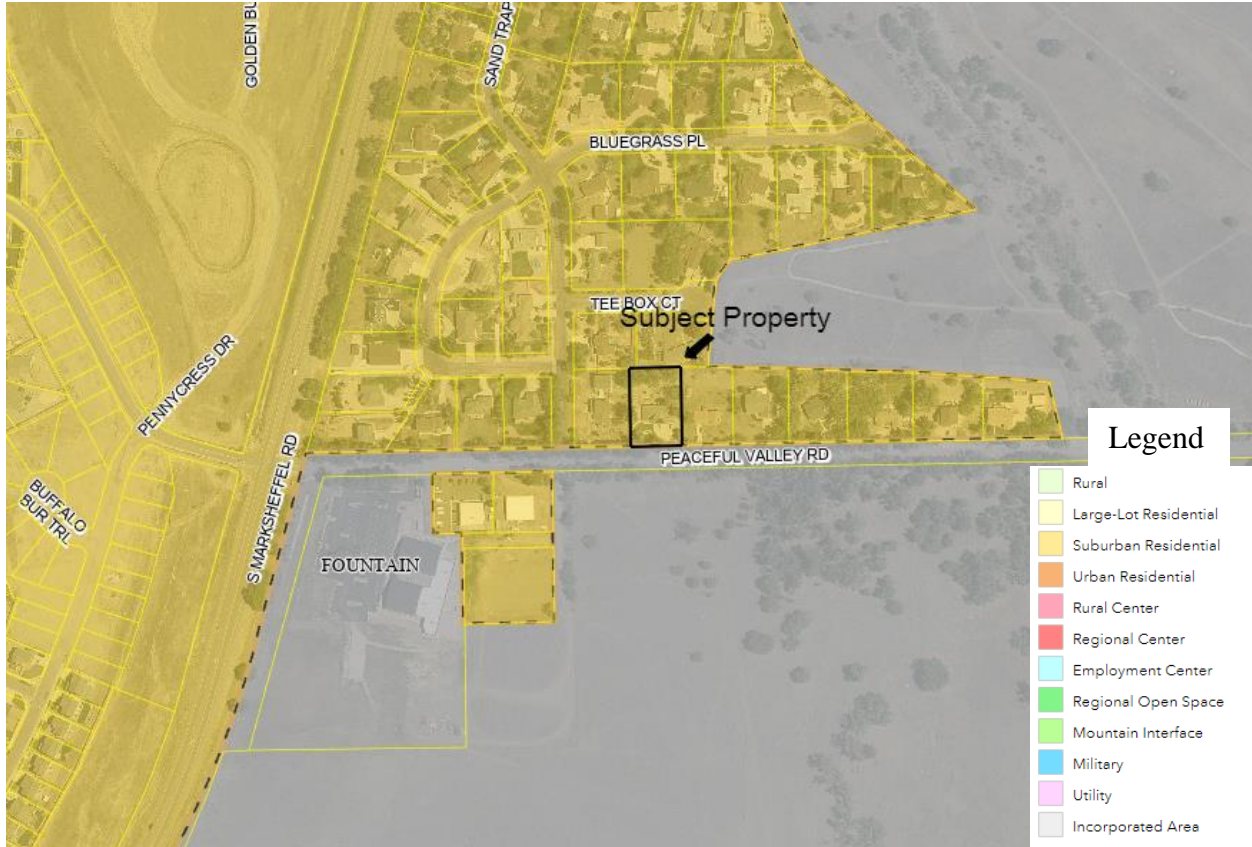 GOLDEN BU
SAND TRAP
BLUEGRASS PL
TEE BOX CT
Subject Property
PENNYCRESS DR
S MARKSHEFFEL RD
PEACEFUL VALLEY RD
BUFFALO
BUR TRL
FOUNTAIN
Legend
Rural
Large-Lot Residential
Suburban Residential
Urban Residential
Rural Center
Regional Center
Employment Center
Regional Open Space
Mountain Interface
Military
Utility
Incorporated Area